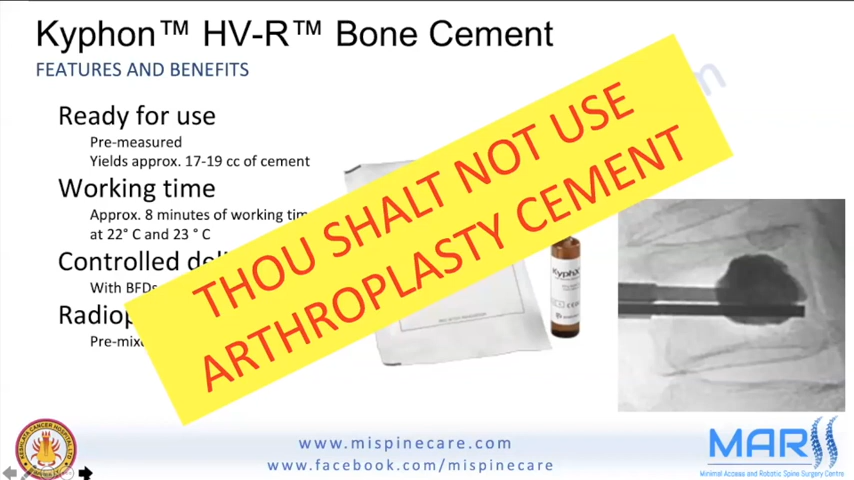 Kyphon™ HV-R™ Bone Cement
FEATURES AND BENEFITS
Ready for use
Pre-measured
Yields approx. 17-19 cc of cement
Working time
Approx. 8 minutes of working tim
at 22° C and 23 ° C
Controlled del
With BFDs
Radiop
Pre-mix
THOU SHALT NOT USE
ARTHROPLASTY CEMENT
KyphX
www.mispinecare.com
www.facebook.com/mispinecare
MARSS
Minimal Access and Robotic Spine Surgery Centre